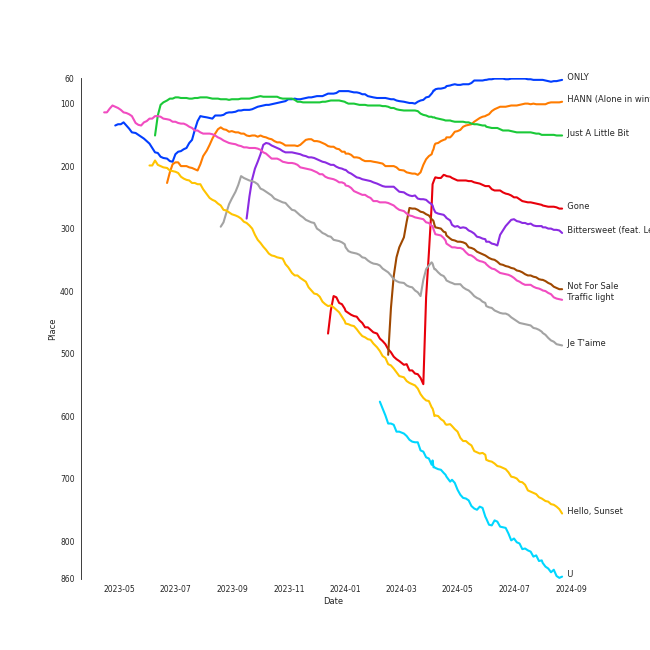 60
100
200
300
400
500
600
700
800
860
Place
2023-05
2023-07
2023-09
2023-11
2024-01
2024-03
2024-05
2024-07
2024-09
Date
ONLY
HANN (Alone in win
Just A Little Bit
Gone
Bittersweet (feat. Le
Not For Sale
Traffic light
Je T'aime
Hello, Sunset
U